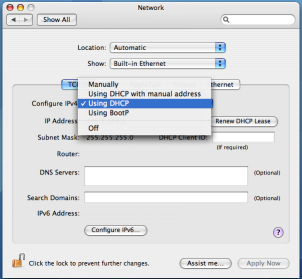 Network
Show All
Location: Automatic
Show: Built-in Ethernet
TC
hernet
Manually
Using DHCP with manual address
Configure IPv4 ✓ Using DHCP
Using BootP
Off
IP Address
Renew DHCP Lease
Subnet Mask: 255.255.255.0 DHCP Client ID:
(If required)
Router:
DNS Servers: (Optional)
Search Domains: (Optional)
IPv6 Address:
Configure IPv6...
?
Click the lock to prevent further changes. Assist me... Apply Now